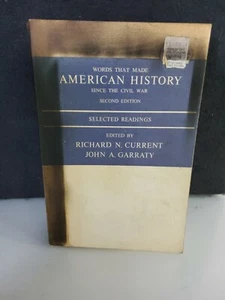 WORDS THAT MADE
AMERICAN HISTORY
SINCE THE CIVIL WAR
SECOND EDITION
SELECTED READINGS
EDITED BY
RICHARD N. CURRENT
JOHN A. GARRATY